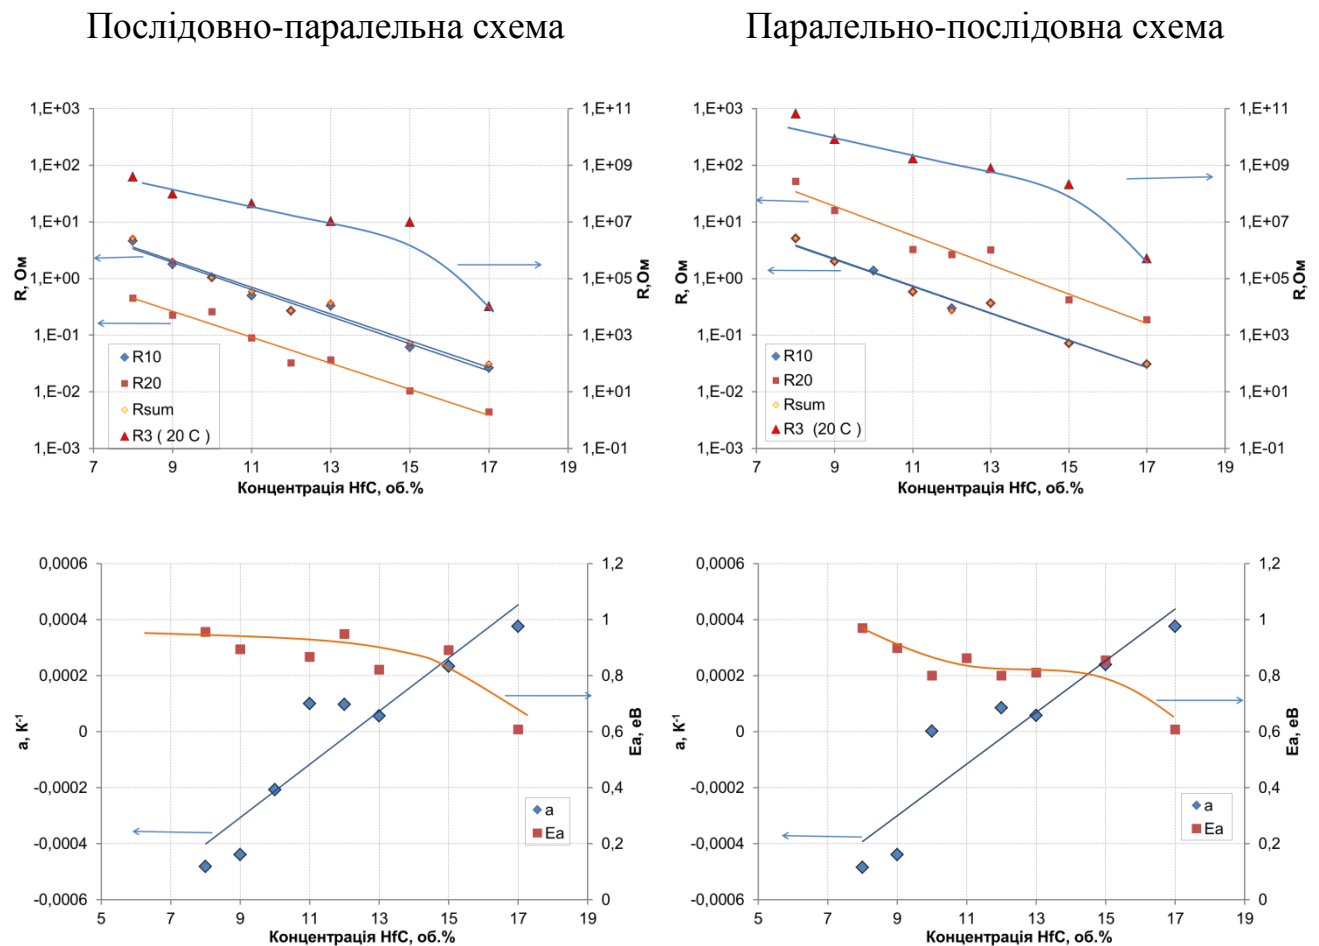 Послідовно-паралельна схема
Паралельно-послідовна схема
1,E+03
1,E+02
1,E+01
1,E+00
1,E-01
1,E-02
1,E-03
R, Ом
1,E+11
1,E+09
1,E+07
1,E+05
1,E+03
1,E+01
1,E-01
R,Ом
R10
R20
Rsum
R3 ( 20 C )
7 9 11 13 15 17 19
Концентрація HfC, об.%
1,E+03
1,E+02
1,E+01
1,E+00
1,E-01
1,E-02
1,E-03
R, Ом
1,E+11
1,E+09
1,E+07
1,E+05
1,E+03
1,E+01
1,E-01
R,Ом
R10
R20
Rsum
R3 (20 C )
7 9 11 13 15 17 19
Концентрація HfC, об.%
0,0006
0,0004
0,0002
0
-0,0002
-0,0004
-0,0006
a, K-1
1,2
1
0,8
0,6
0,4
0,2
0
Ea, еВ
a
Ea
5 7 9 11 13 15 17 19
Концентрація HfC, об.%
0,0006
0,0004
0,0002
0
-0,0002
-0,0004
-0,0006
a, K-1
1,2
1
0,8
0,6
0,4
0,2
0
Ea, еВ
a
Ea
5 7 9 11 13 15 17 19
Концентрація HfC, об.%